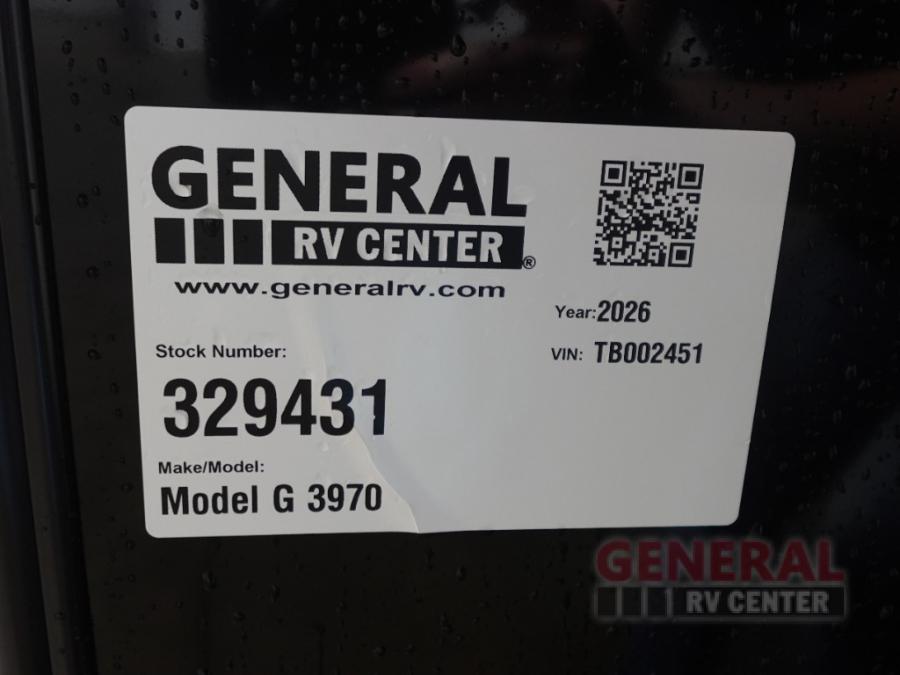 GENERAL
RV CENTER®
www.generalrv.com
Year: 2026
VIN: TB002451
Stock Number:
329431
Make/Model:
Model G 3970
GENERAL
RV CENTER